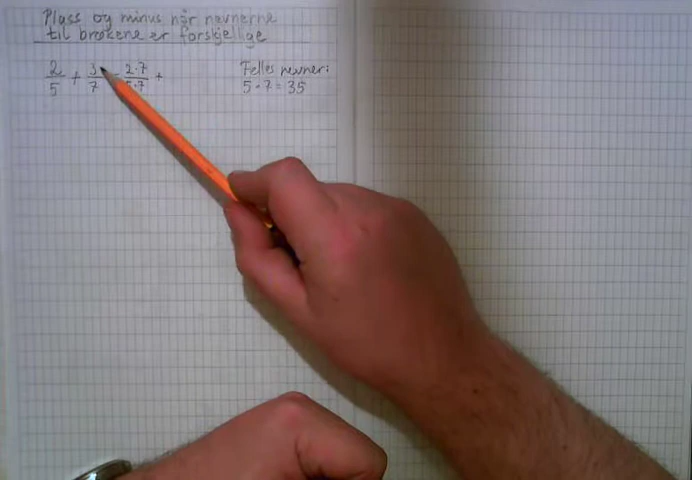 Pluss og minus når nevnerne
til brøkene er forskjellige
2/5 + 3/7 = 2·7/5·7 +
Felles nevner:
5·7=35